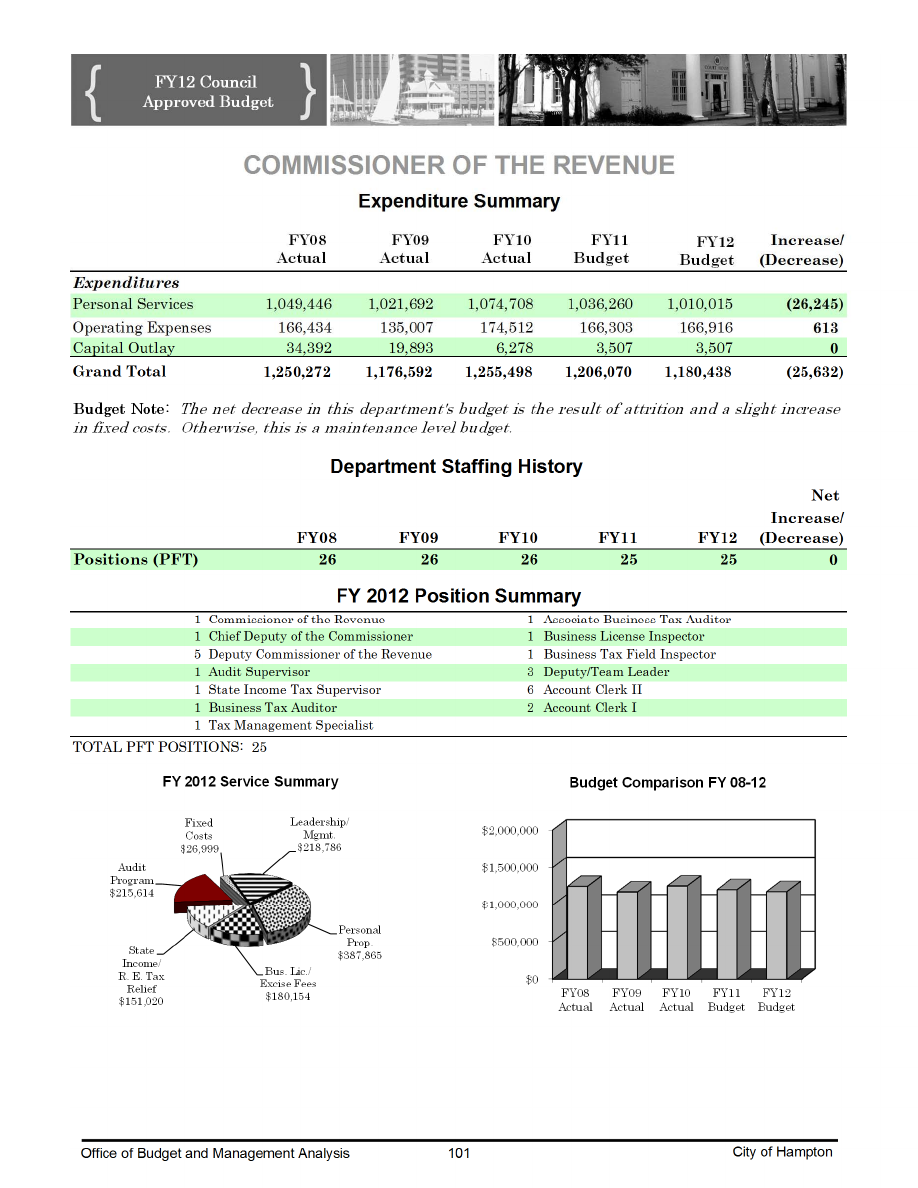 FY12 Council
Approved Budget
COMMISSIONER OF THE REVENUE
Expenditure Summary
FY08 Actual FY09 Actual FY10 Actual FY11 Budget FY12 Budget Increase/ (Decrease)
Expenditures
Personal Services 1,049,446 1,021,692 1,074,708 1,036,260 1,010,015 (26,245)
Operating Expenses 166,434 135,007 174,512 166,303 166,916 613
Capital Outlay 34,392 19,893 6,278 3,507 3,507 0
Grand Total 1,250,272 1,176,592 1,255,498 1,206,070 1,180,438 (25,632)
Budget Note: The net decrease in this department's budget is the result of attrition and a slight increase
in fixed costs. Otherwise, this is a maintenance level budget.
Department Staffing History
FY08 FY09 FY10 FY11 FY12 Net Increase/ (Decrease)
Positions (PFT) 26 26 26 25 25 0
FY 2012 Position Summary
1 Commissioner of the Revenue 1 Associate Business Tax Auditor
1 Chief Deputy of the Commissioner 1 Business License Inspector
5 Deputy Commissioner of the Revenue 1 Business Tax Field Inspector
1 Audit Supervisor 3 Deputy/Team Leader
1 State Income Tax Supervisor 6 Account Clerk II
1 Business Tax Auditor 2 Account Clerk I
1 Tax Management Specialist
TOTAL PFT POSITIONS: 25
FY 2012 Service Summary
Fixed
Costs
$26,999
Leadership/
Mgmt.
$218,786
Audit
Program
$215,614
Personal
Prop.
$387,865
State
Income/
R. E. Tax
Relief
$151,020
Bus. Lic./
Excise Fees
$180,154
Budget Comparison FY 08-12
$2,000,000
$1,500,000
$1,000,000
$500,000
$0
FY08 FY09 FY10 FY11 FY12
Actual Actual Actual Budget Budget
Office of Budget and Management Analysis 101 City of Hampton